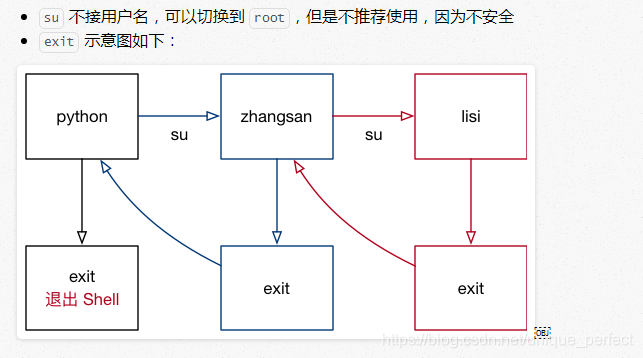 su 不接用户名，可以切换到 root，但是不推荐使用，因为不安全
exit 示意图如下：
python
zhangsan
lisi
su
su
exit
退出 Shell
exit
exit
OBJ
https://blog.csdn.net/unique_perfect